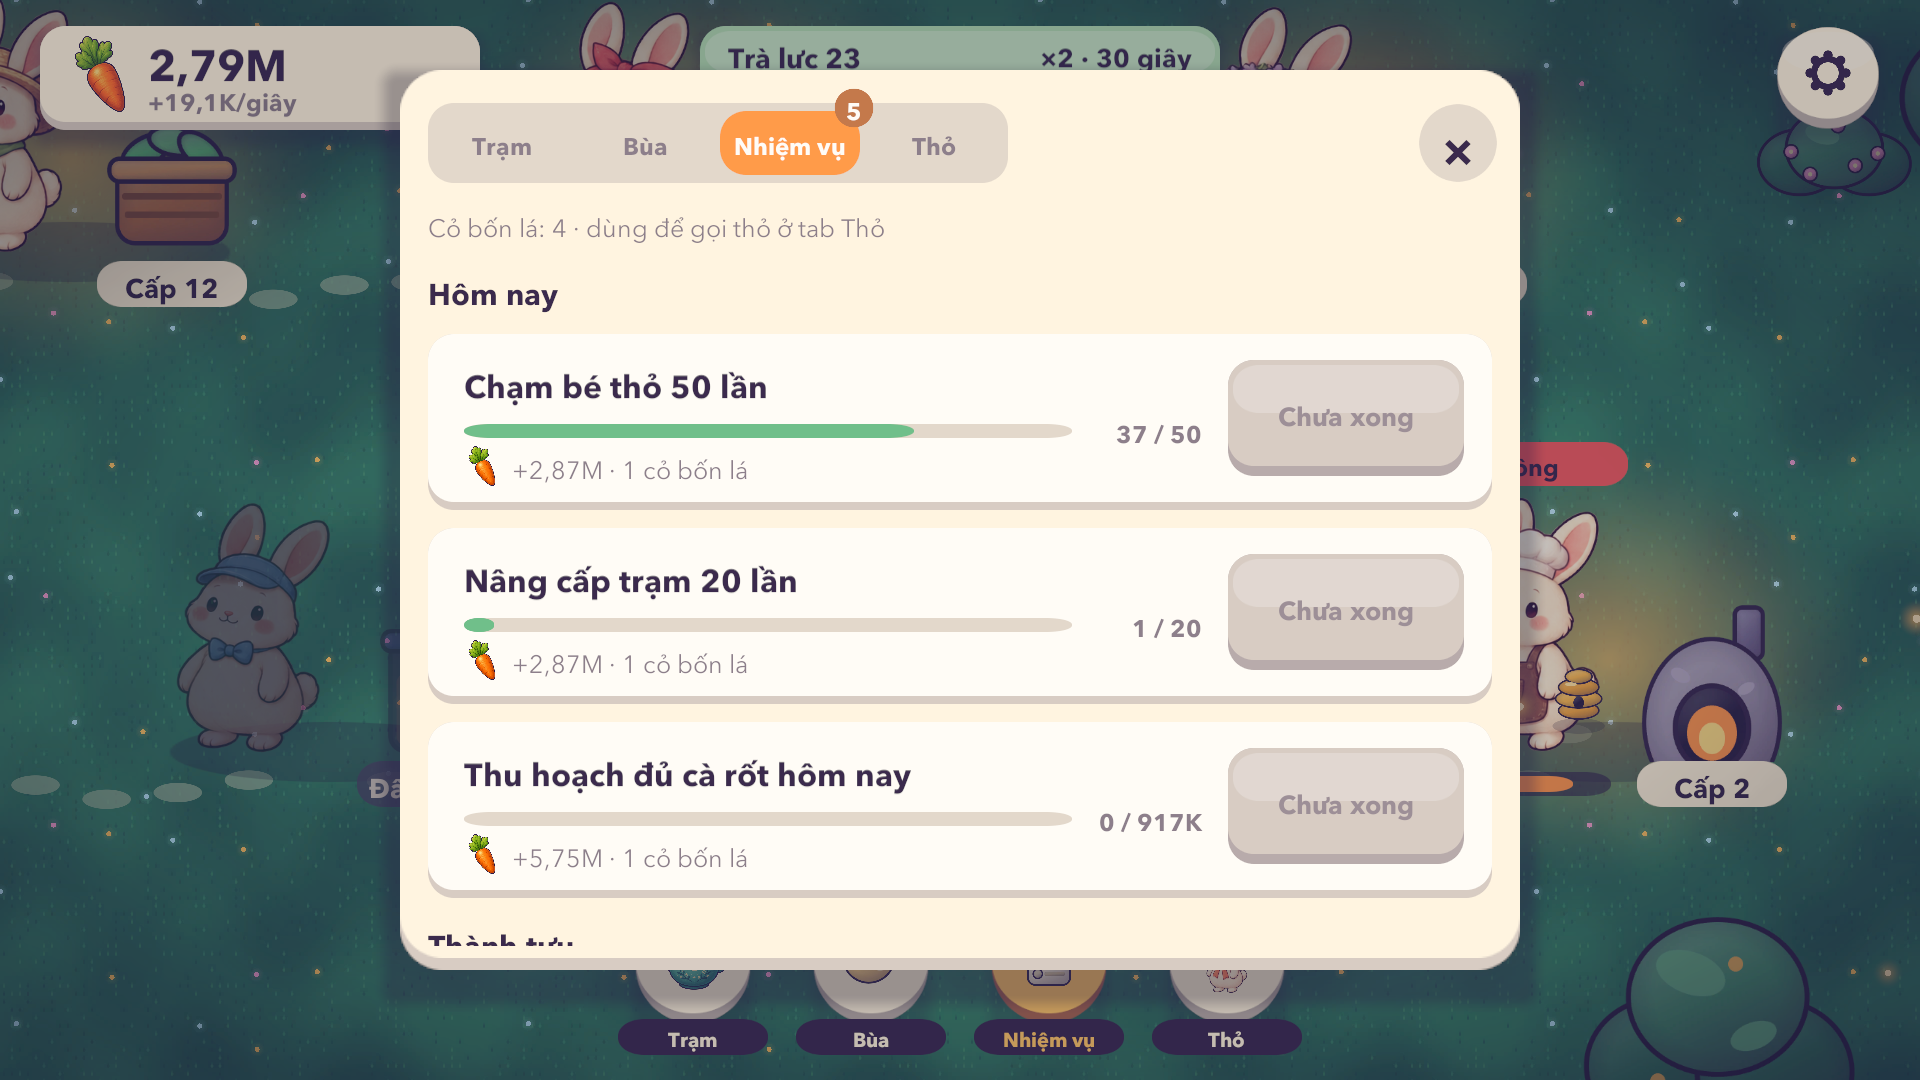 2,79M
+19,1K/giây
Trà lực 23
×2 · 30 giây
Trạm
Bùa
Nhiệm vụ
5
Thỏ
×
Cỏ bốn lá: 4 · dùng để gọi thỏ ở tab Thỏ
Hôm nay
Cấp 12
Chạm bé thỏ 50 lần
37 / 50
Chưa xong
+2,87M · 1 cỏ bốn lá
Nâng cấp trạm 20 lần
1 / 20
Chưa xong
+2,87M · 1 cỏ bốn lá
Thu hoạch đủ cà rốt hôm nay
0 / 917K
Chưa xong
+5,75M · 1 cỏ bốn lá
Cấp 2
Thành tựu
Trạm
Bùa
Nhiệm vụ
Thỏ